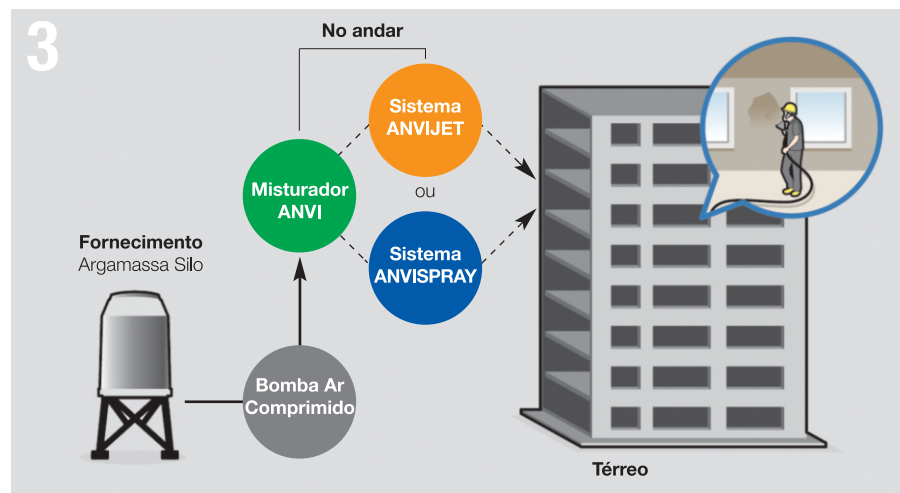 3
No andar
Sistema
ANVIJET
Misturador
ANVI
ou
Sistema
ANVISPRAY
Fornecimento
Argamassa Silo
Bomba Ar
Comprimido
Térreo